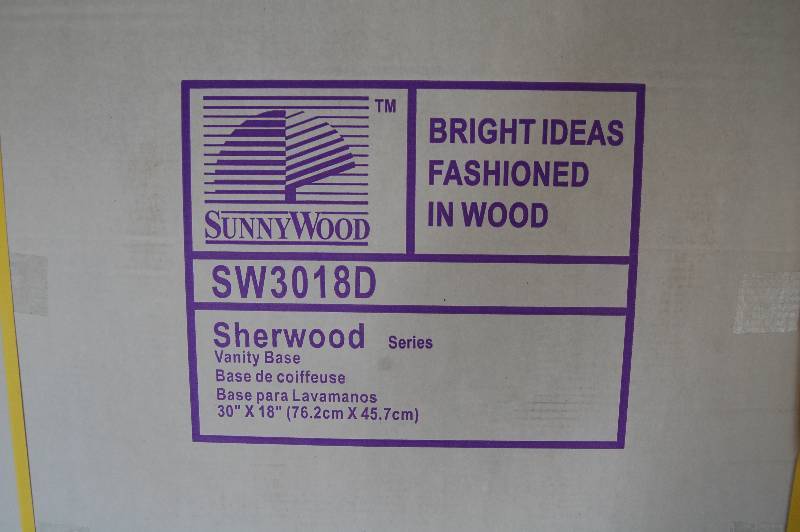 TM
SUNNYWOOD
BRIGHT IDEAS
FASHIONED
IN WOOD
SW3018D
Sherwood Series
Vanity Base
Base de coiffeuse
Base para Lavamanos
30" X 18" (76.2cm X 45.7cm)